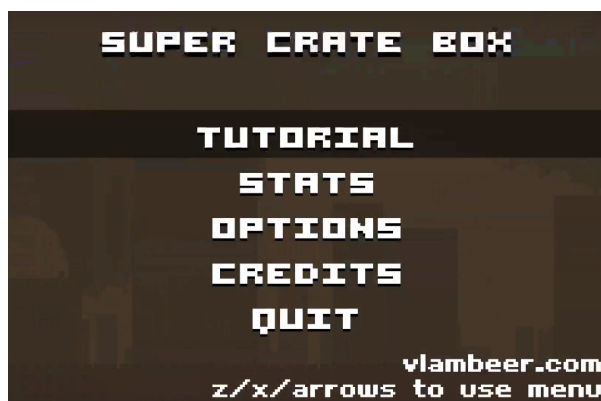 SUPER CRATE BOX
TUTORIAL
STATS
OPTIONS
CREDITS
QUIT
vlambeer.com
z/x/arrows to use menu